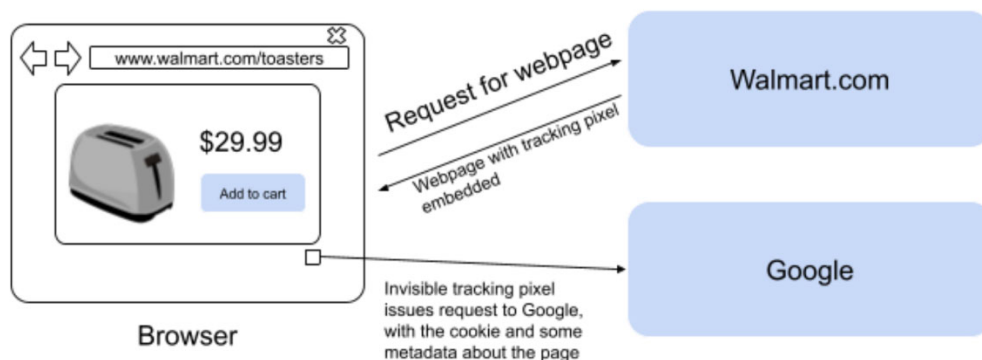 www.walmart.com/toasters
$29.99
Add to cart
Browser
Request for webpage
Webpage with tracking pixel
embedded
Invisible tracking pixel
issues request to Google,
with the cookie and some
metadata about the page
Walmart.com
Google